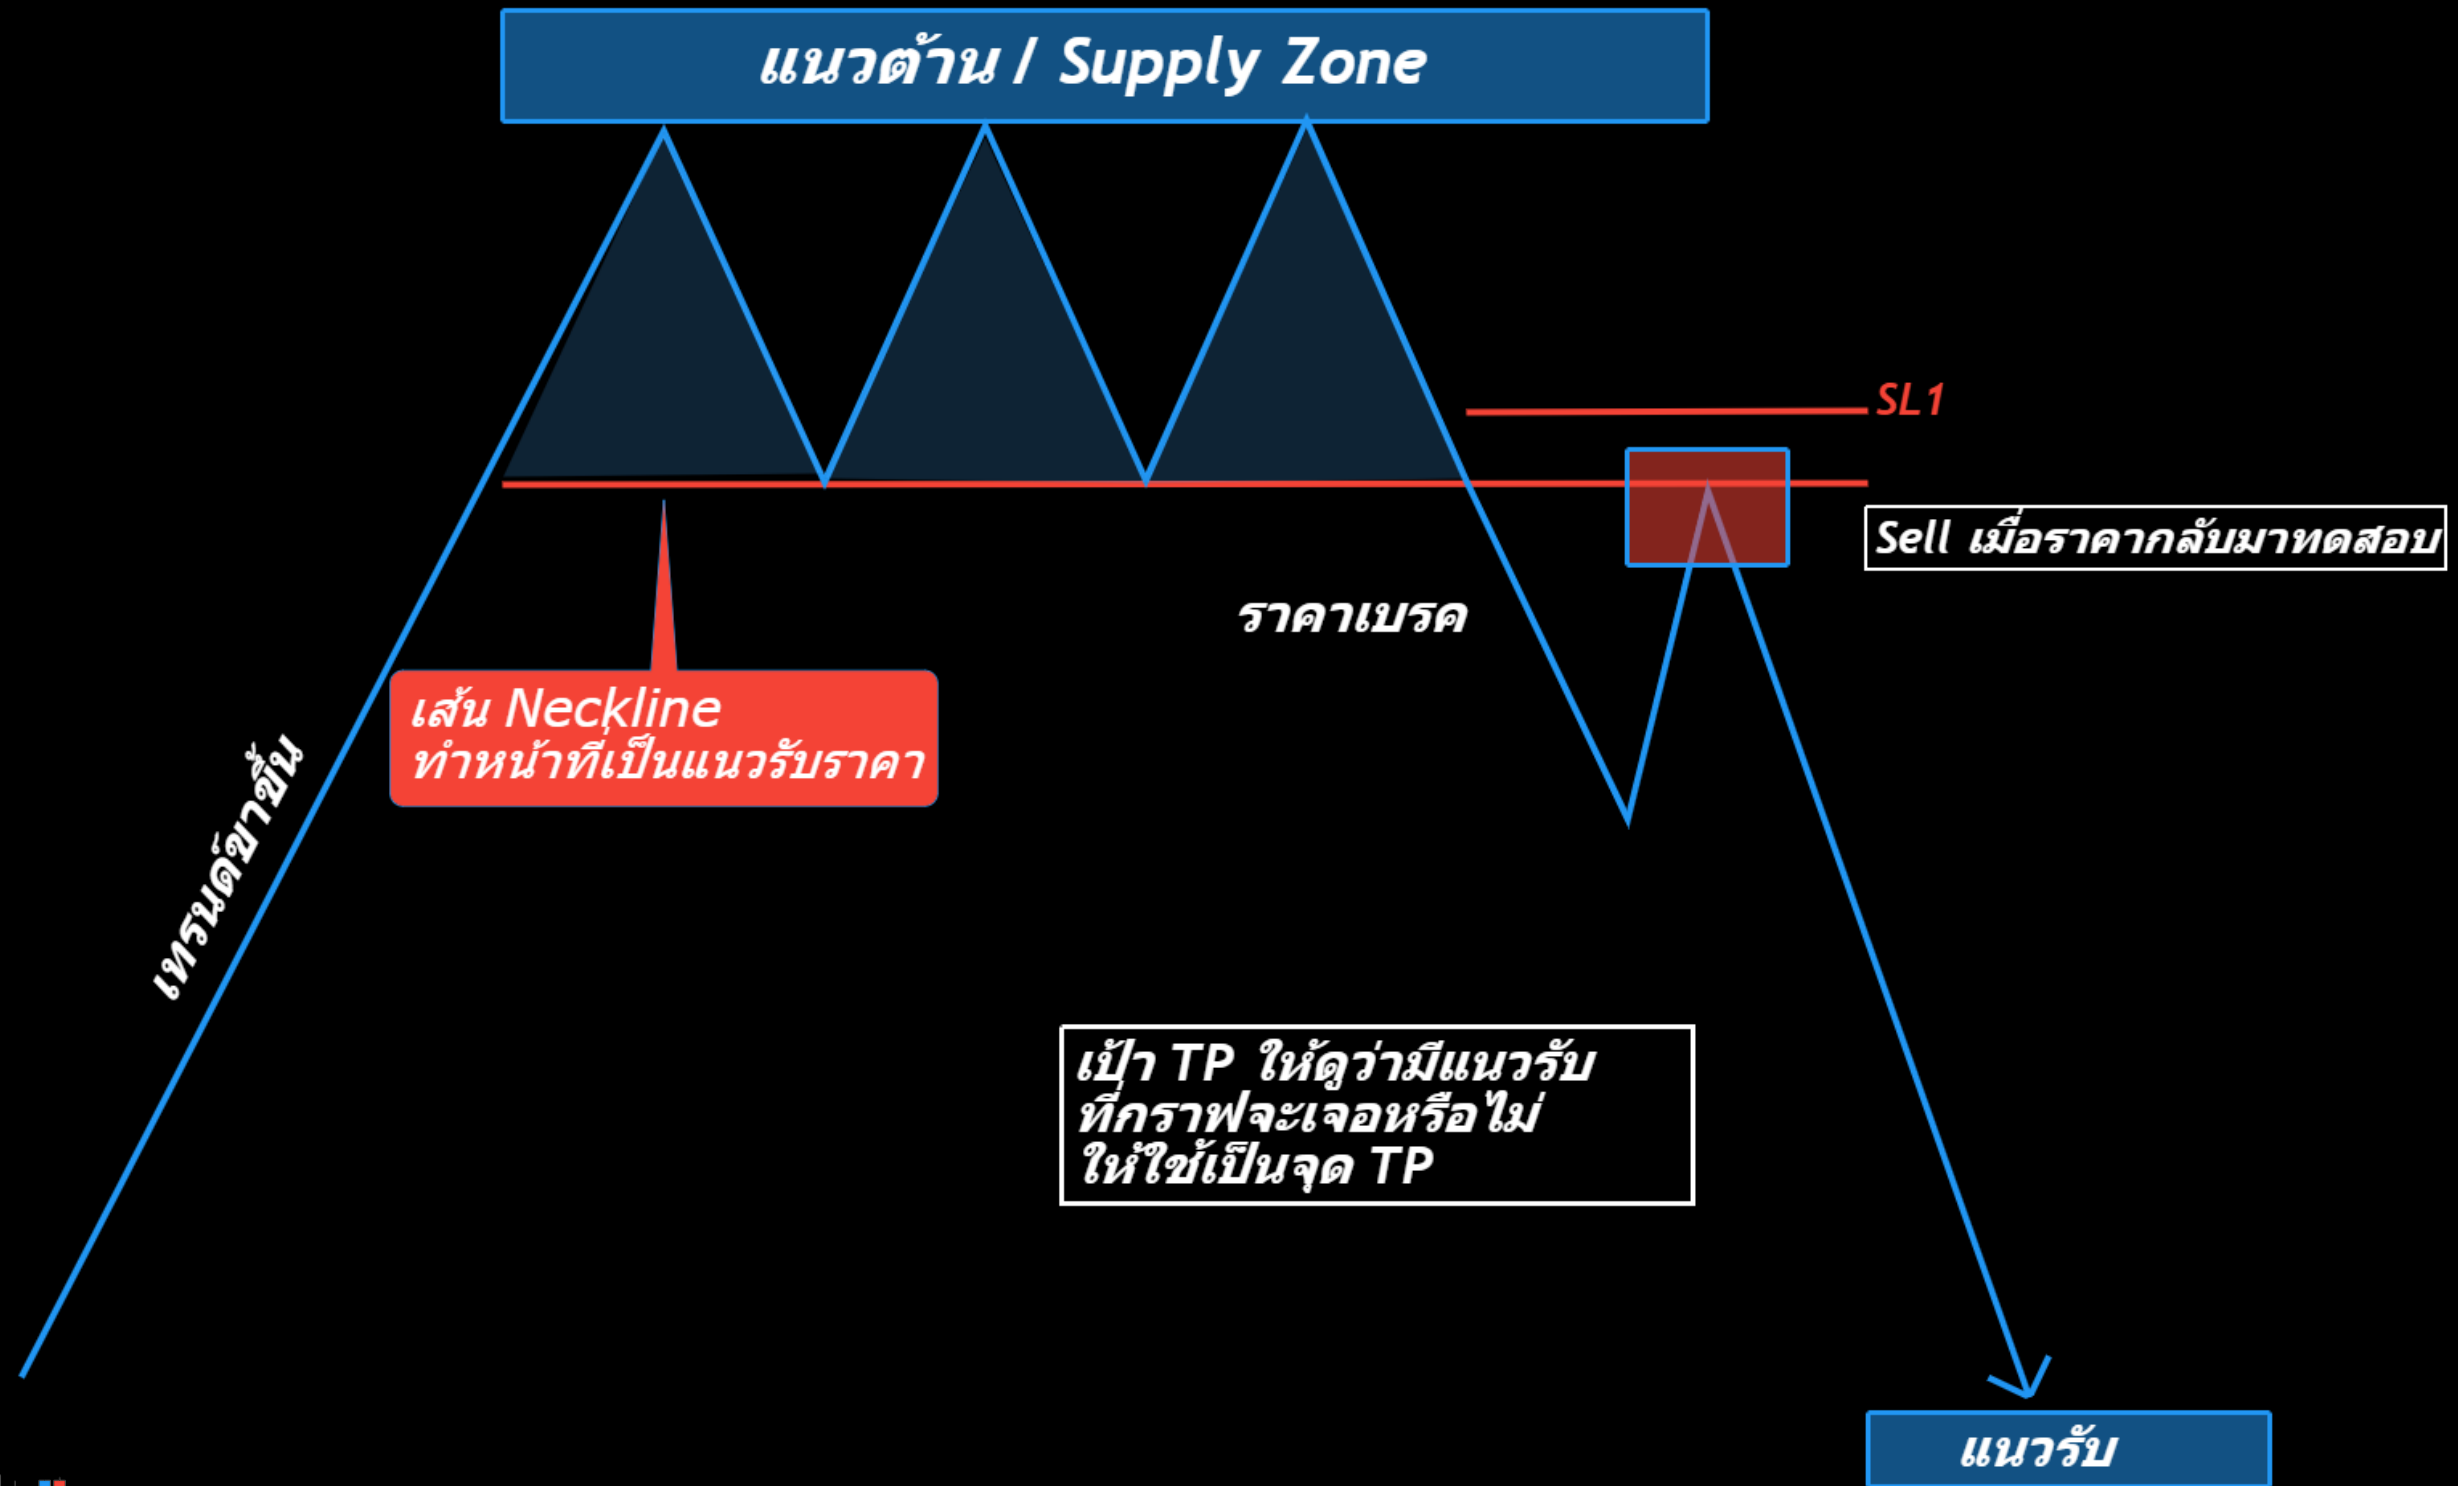 แนวต้าน / Supply Zone
SL1
Sell เมื่อราคากลับมาทดสอบ
ราคาเบรค
เส้น Neckline
ทำหน้าที่เป็นแนวรับราคา
เทรนด์ขาขึ้น
เป้า TP ให้ดูว่ามีแนวรับ
ที่กราฟจะเจอหรือไม่
ให้ใช้เป็นจุด TP
แนวรับ